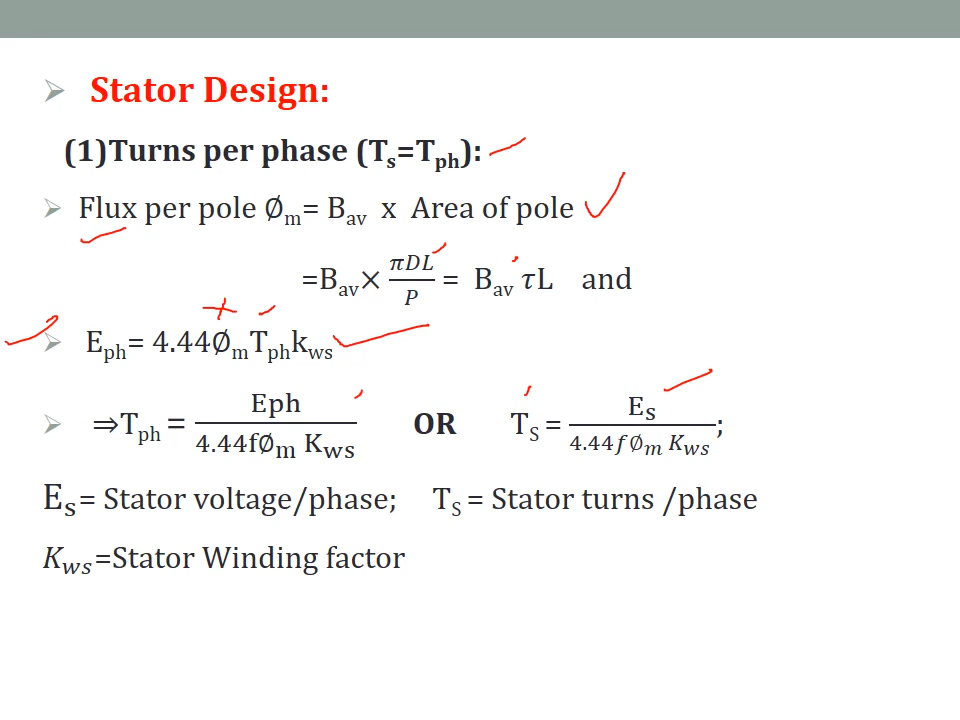 ➢ Stator Design:
(1)Turns per phase (Tₛ=Tₚₕ):
➢ Flux per pole ∅ₘ= Bₐᵥ x Area of pole
=Bₐᵥ× πDL/P = Bₐᵥ τL and
➢ Eₚₕ= 4.44∅ₘTₚₕkwₛ
➢ ⇒Tₚₕ = Eph/4.44f∅ₘ Kwₛ OR Tₛ = Eₛ/4.44f ∅ₘ Kwₛ;
Eₛ= Stator voltage/phase; Tₛ = Stator turns /phase
Kwₛ=Stator Winding factor